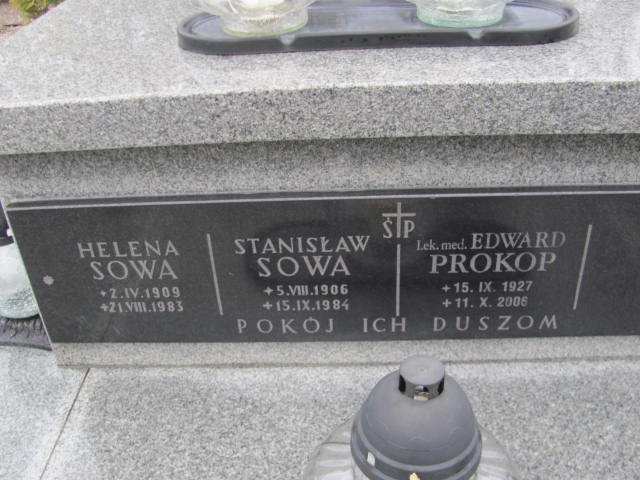 ŚP
HELENA
SOWA
*2.IV.1909
+21.VIII.1983
STANISŁAW
SOWA
*5.VIII.1906
+15.IX.1984
Lek. med. EDWARD
PROKOP
*15. IX. 1927
+11. X. 2006
POKÓJ ICH DUSZOM